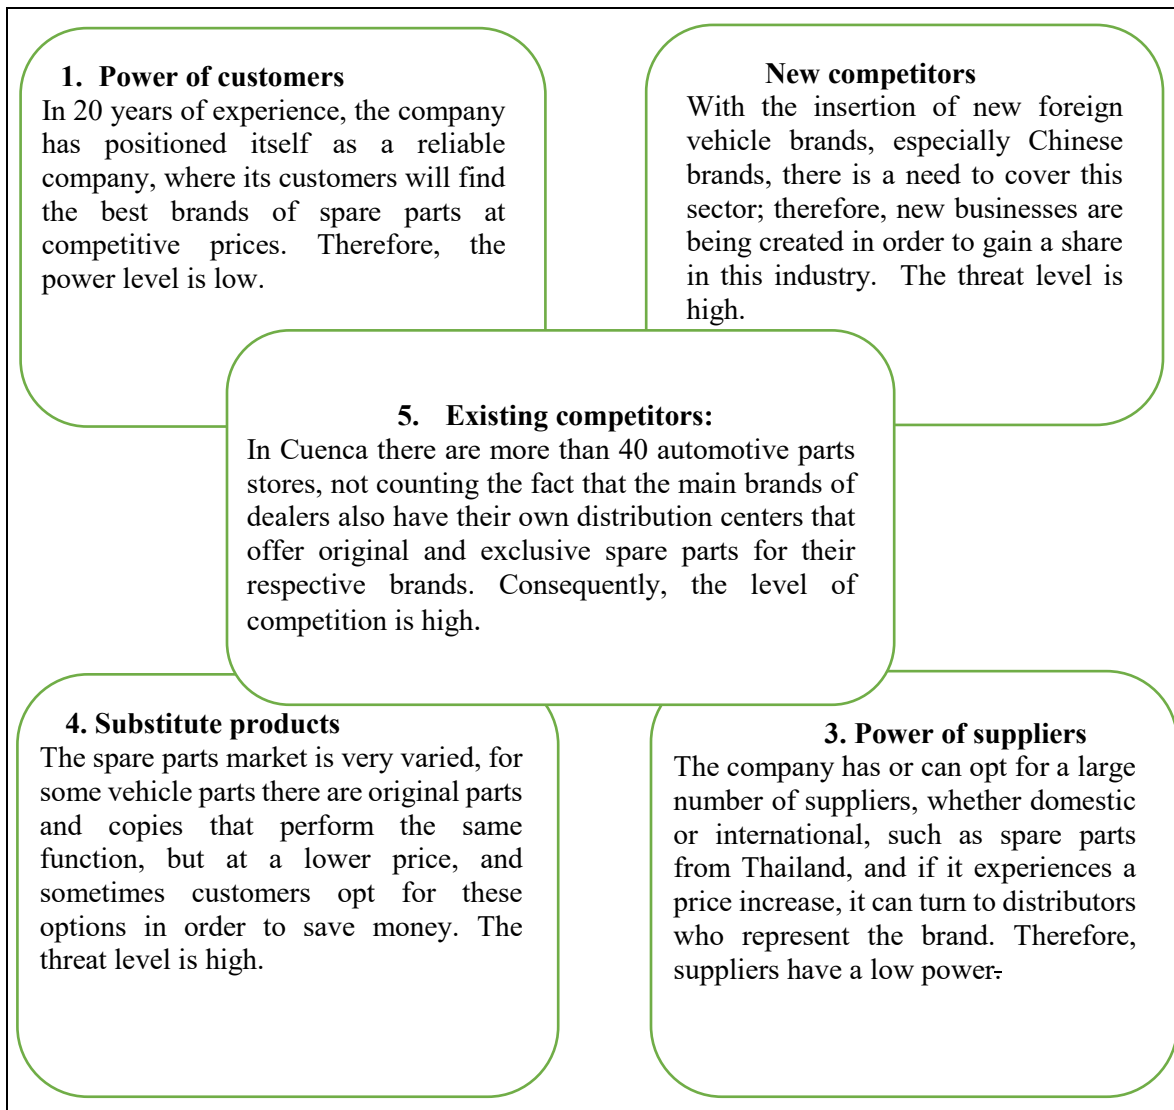 1. Power of customers
In 20 years of experience, the company
has positioned itself as a reliable
company, where its customers will find
the best brands of spare parts at
competitive prices. Therefore, the
power level is low.
New competitors
With the insertion of new foreign
vehicle brands, especially Chinese
brands, there is a need to cover this
sector; therefore, new businesses are
being created in order to gain a share
in this industry. The threat level is
high.
5. Existing competitors:
In Cuenca there are more than 40 automotive parts
stores, not counting the fact that the main brands of
dealers also have their own distribution centers that
offer original and exclusive spare parts for their
respective brands. Consequently, the level of
competition is high.
4. Substitute products
The spare parts market is very varied, for
some vehicle parts there are original parts
and copies that perform the same
function, but at a lower price, and
sometimes customers opt for these
options in order to save money. The
threat level is high.
3. Power of suppliers
The company has or can opt for a large
number of suppliers, whether domestic
or international, such as spare parts
from Thailand, and if it experiences a
price increase, it can turn to distributors
who represent the brand. Therefore,
suppliers have a low power.